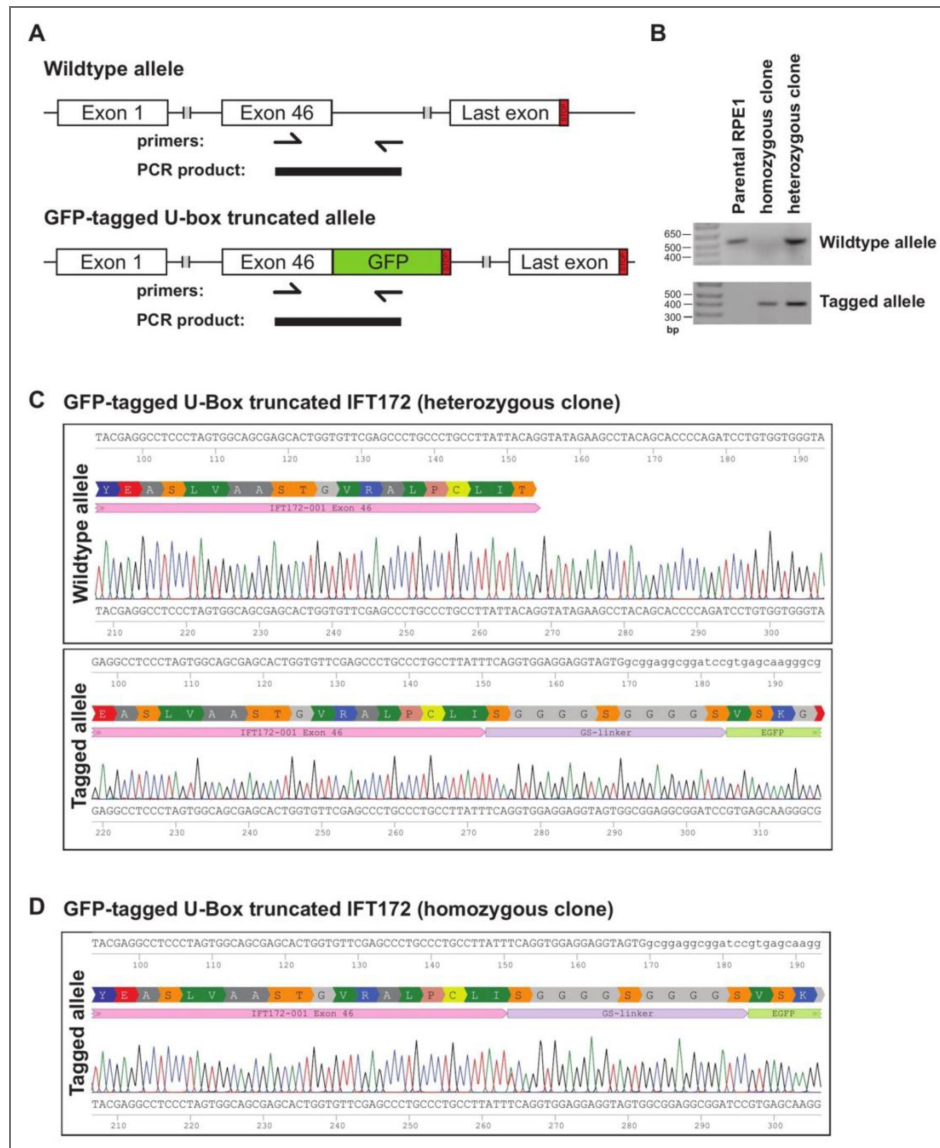 A
Wildtype allele
Exon 1
Exon 46
Last exon
primers:
PCR product:
GFP-tagged U-box truncated allele
Exon 1
Exon 46
GFP
Last exon
primers:
PCR product:
B
Parental RPE1
homozygous clone
heterozygous clone
650
500
400
Wildtype allele
500
400
300
bp
Tagged allele
C GFP-tagged U-Box truncated IFT172 (heterozygous clone)
Wildtype allele
TACGAGGCCTCCCTAGTGGCAGCGAGCACTGGTGTTCGAGCCCTGCCCTGCCTTATTACAGGTATAGAAGCCTACAGCACCCCAGATCCTGTGGTGGGTA
100 110 120 130 140 150 160 170 180 190
Y E A S L V A A S T G V R A L P C L I T
IFT172-001 Exon 46
TACGAGGCCTCCCTAGTGGCAGCGAGCACTGGTGTTCGAGCCCTGCCCTGCCTTATTACAGGTATAGAAGCCTACAGCACCCCAGATCCTGTGGTGGGTA
210 220 230 240 250 260 270 280 290 300
Tagged allele
GAGGCCTCCCTAGTGGCAGCGAGCACTGGTGTTCGAGCCCTGCCCTGCCTTATTTCAGGTGGAGGAGGTAGTGgcggaggcggatccgtgagcaagggcg
100 110 120 130 140 150 160 170 180 190
E A S L V A A S T G V R A L P C L I S G G G G S G G G G S V S K G
IFT172-001 Exon 46
GS-linker
EGFP
GAGGCCTCCCTAGTGGCAGCGAGCACTGGTGTTCGAGCCCTGCCCTGCCTTATTTCAGGTGGAGGAGGTAGTGGCGGAGGCGGATCCGTGAGCAAGGGCG
220 230 240 250 260 270 280 290 300 310
D GFP-tagged U-Box truncated IFT172 (homozygous clone)
Tagged allele
TACGAGGCCTCCCTAGTGGCAGCGAGCACTGGTGTTCGAGCCCTGCCCTGCCTTATTTCAGGTGGAGGAGGTAGTGgcggaggcggatccgtgagcaagg
100 110 120 130 140 150 160 170 180 190
Y E A S L V A A S T G V R A L P C L I S G G G G S G G G G S V S K
IFT172-001 Exon 46
GS-linker
EGFP
TACGAGGCCTCCCTAGTGGCAGCGAGCACTGGTGTTCGAGCCCTGCCCTGCCTTATTTCAGGTGGAGGAGGTAGTGGCGGAGGCGGATCCGTGAGCAAGG
210 220 230 240 250 260 270 280 290 300